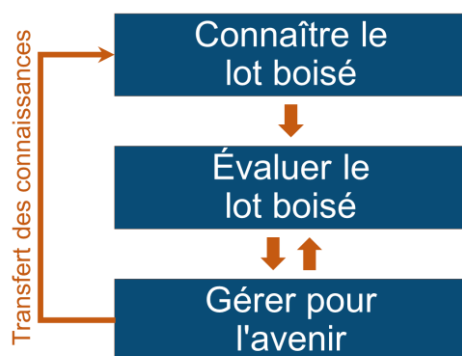 Connaître le
lot boisé
Évaluer le
lot boisé
Gérer pour
l'avenir
Transfert des connaissances